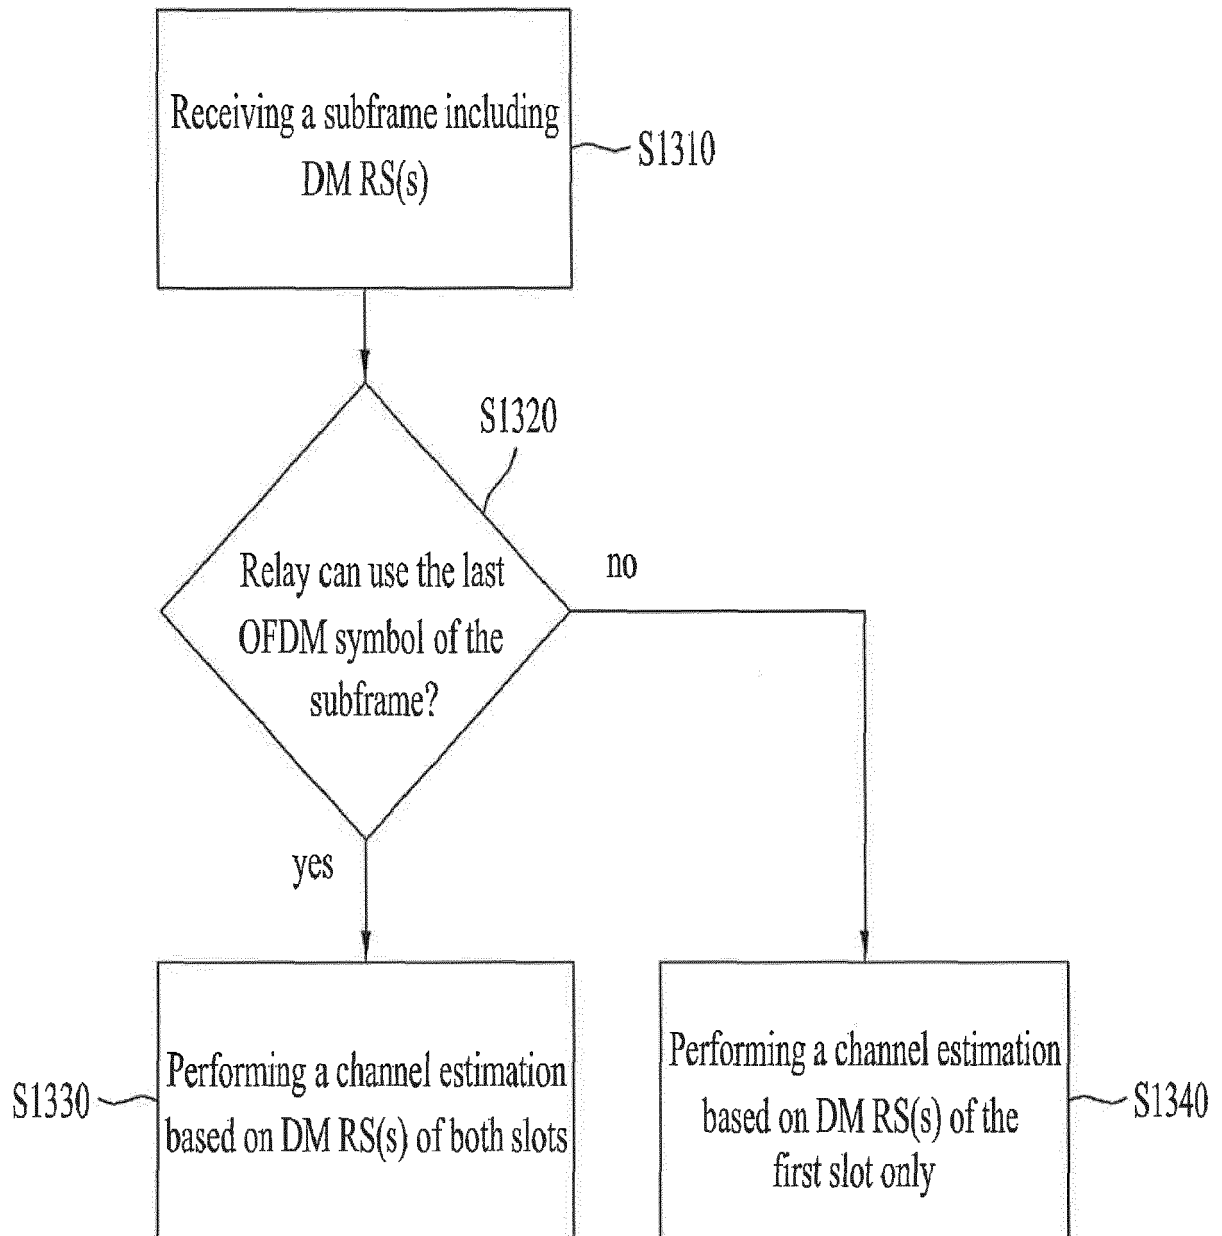 Receiving a subframe including
DM RS(s)
S1310
S1320
Relay can use the last
OFDM symbol of the
subframe?
no
yes
Performing a channel estimation
based on DM RS(s) of both slots
S1330
Performing a channel estimation
based on DM RS(s) of the
first slot only
S1340